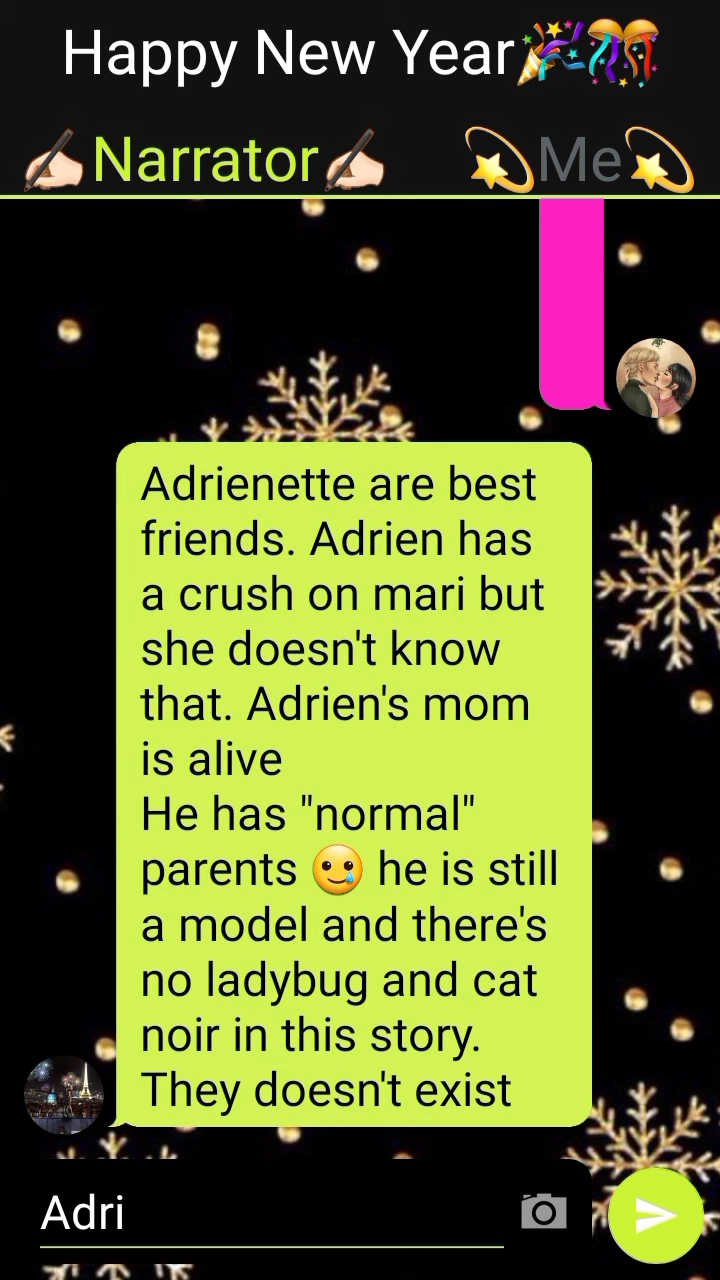 Happy New Year🎉🎊
✍🏻Narrator✍🏻 💫Me💫
Adrienette are best
friends. Adrien has
a crush on mari but
she doesn't know
that. Adrien's mom
is alive
He has "normal"
parents 🥲 he is still
a model and there's
no ladybug and cat
noir in this story.
They doesn't exist
Adri